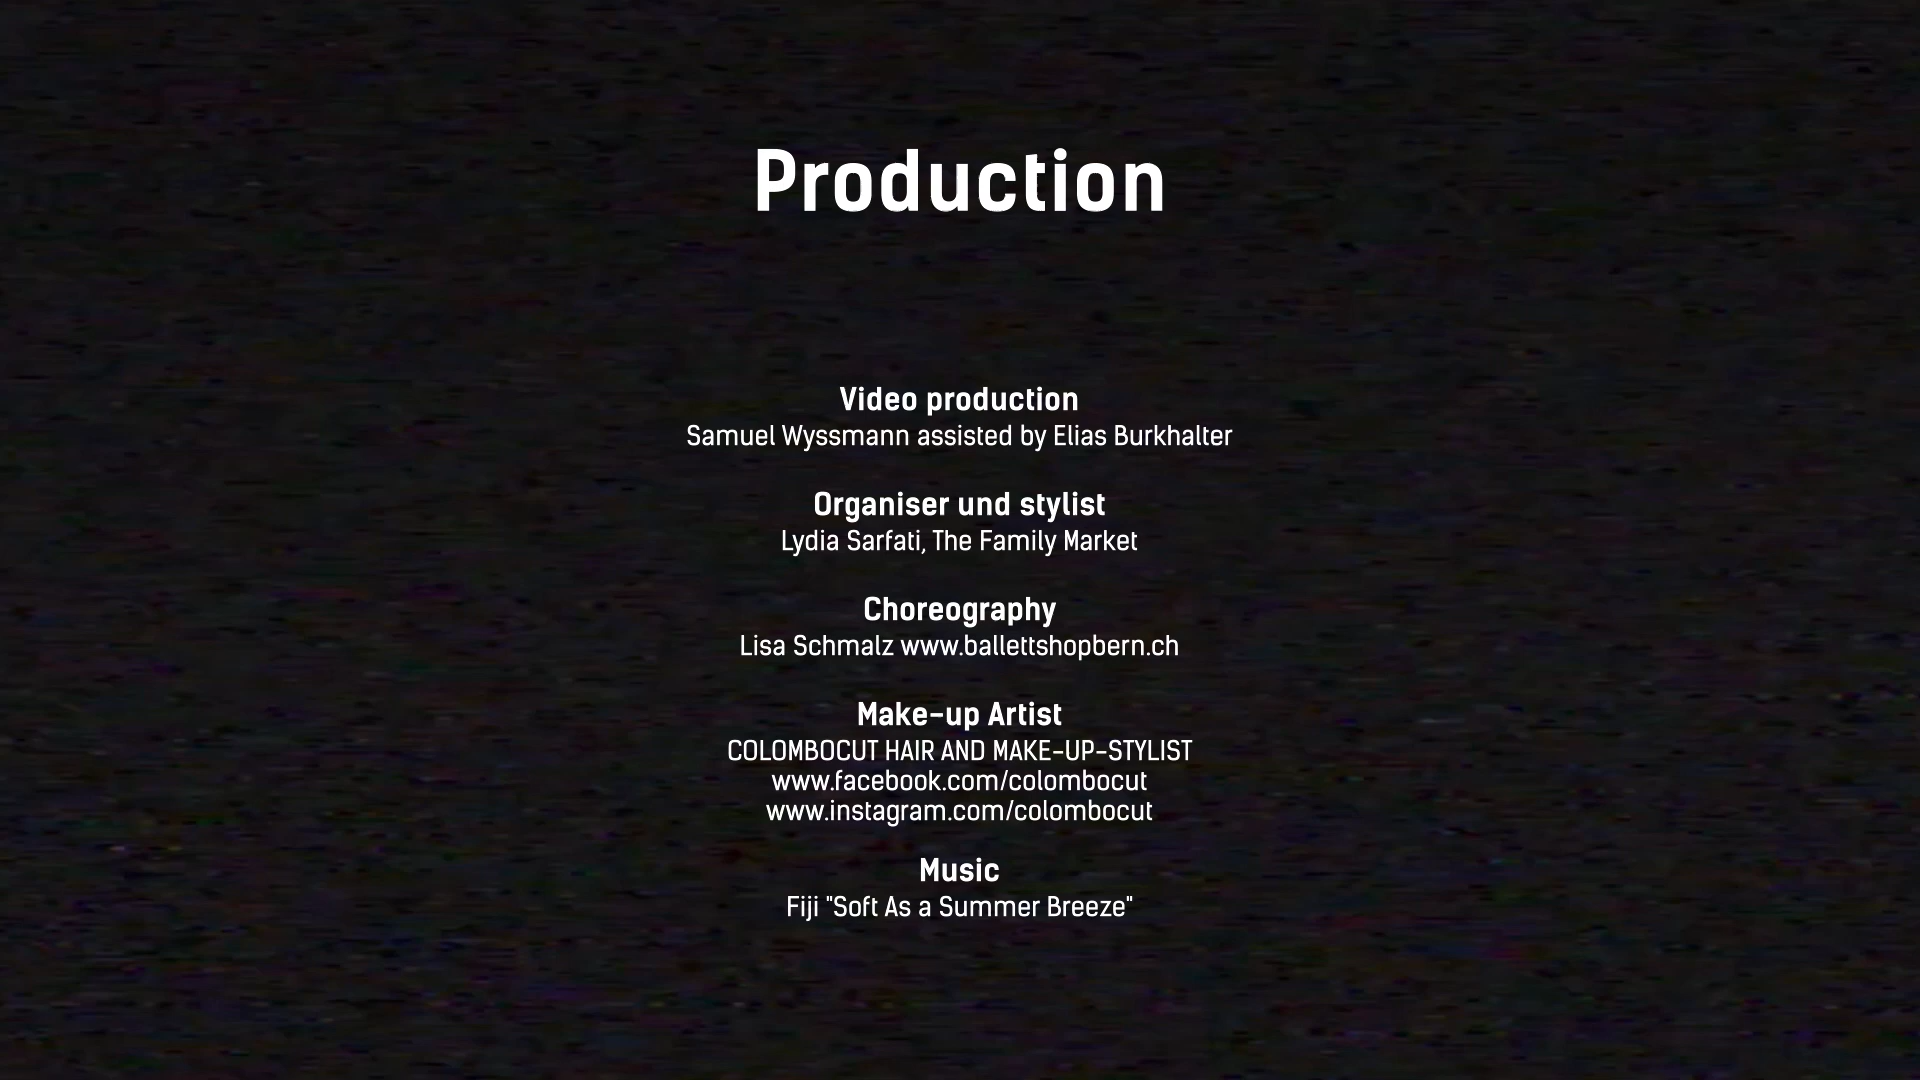 Production
Video production
Samuel Wyssmann assisted by Elias Burkhalter
Organiser und stylist
Lydia Sarfati, The Family Market
Choreography
Lisa Schmalz www.ballettshopbern.ch
Make-up Artist
COLOMBOCUT HAIR AND MAKE-UP-STYLIST
www.facebook.com/colombocut
www.instagram.com/colombocut
Music
Fiji "Soft As a Summer Breeze"